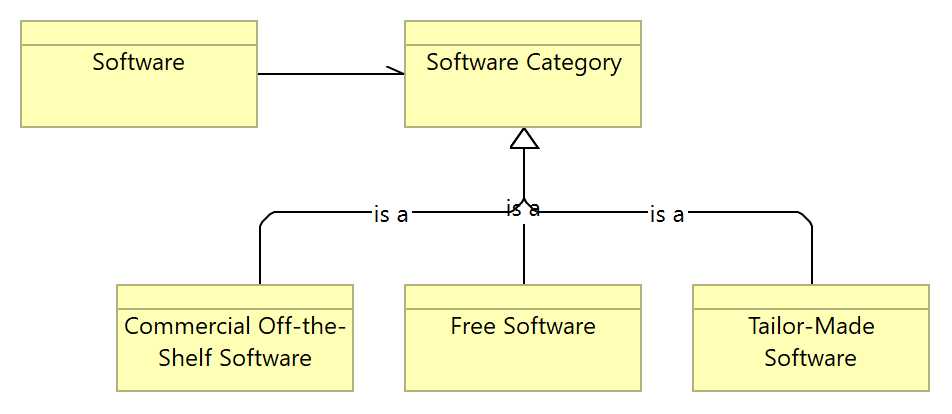 Software
Software Category
is a
is a
is a
Commercial Off-the-
Shelf Software
Free Software
Tailor-Made
Software